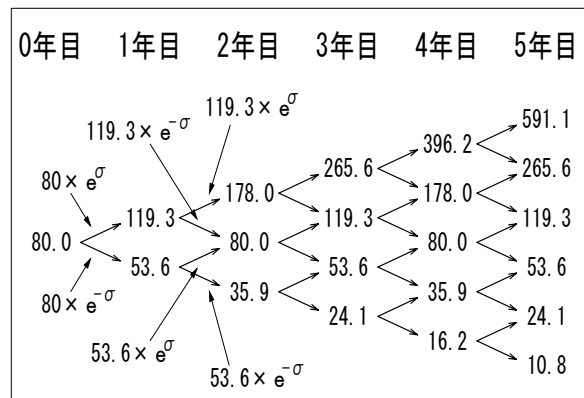 0年目 1年目 2年目 3年目 4年目 5年目
119.3× e^σ
591.1
119.3× e^-σ
396.2
265.6 265.6
80× e^σ
178.0 178.0
119.3 119.3 119.3
80.0 80.0 80.0
53.6 53.6 53.6
35.9 35.9
80× e^-σ
24.1 24.1
16.2
53.6× e^σ
10.8
53.6× e^-σ